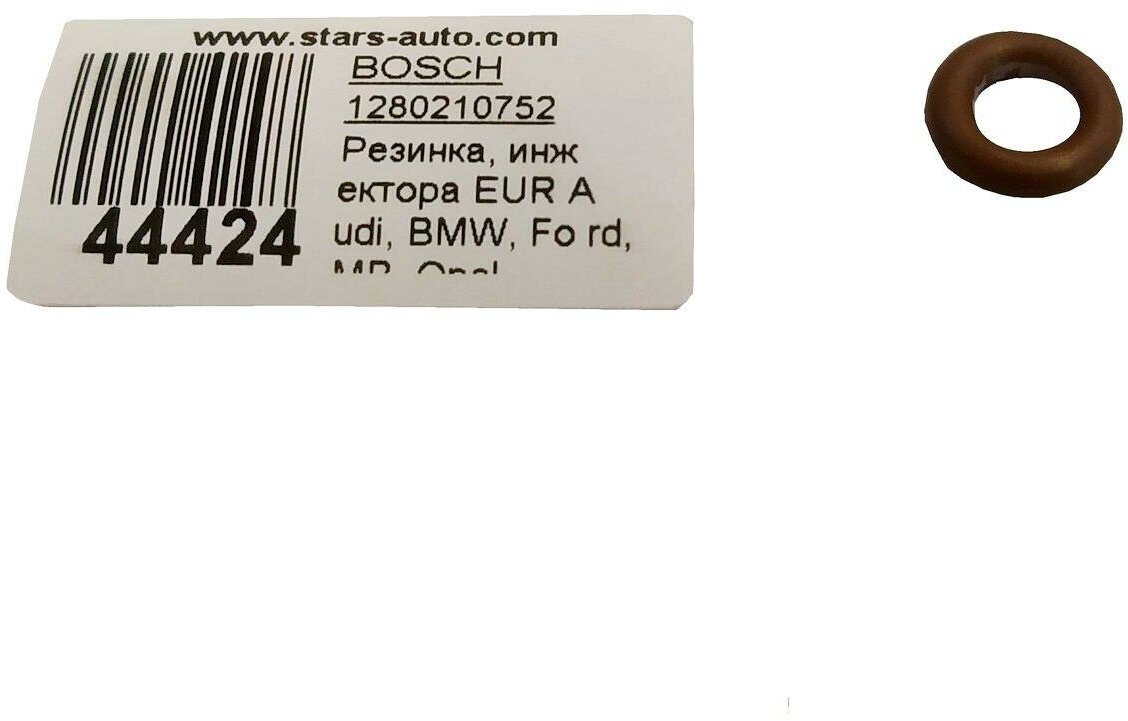 www.stars-auto.com
BOSCH
1280210752
Резинка, инж
ектора EUR A
udi, BMW, Fo rd,
44424